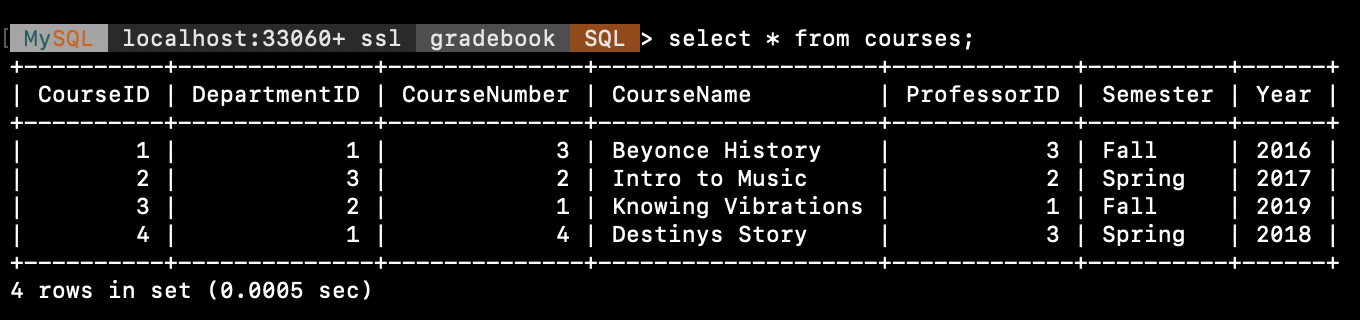 MySQL localhost:33060+ ssl gradebook SQL > select * from courses;
+----------+--------------+--------------+--------------------+-------------+----------+------+
| CourseID | DepartmentID | CourseNumber | CourseName         | ProfessorID | Semester | Year |
+----------+--------------+--------------+--------------------+-------------+----------+------+
|        1 |            1 |            3 | Beyonce History    |           3 | Fall     | 2016 |
|        2 |            3 |            2 | Intro to Music     |           2 | Spring   | 2017 |
|        3 |            2 |            1 | Knowing Vibrations |           1 | Fall     | 2019 |
|        4 |            1 |            4 | Destinys Story     |           3 | Spring   | 2018 |
+----------+--------------+--------------+--------------------+-------------+----------+------+
4 rows in set (0.0005 sec)